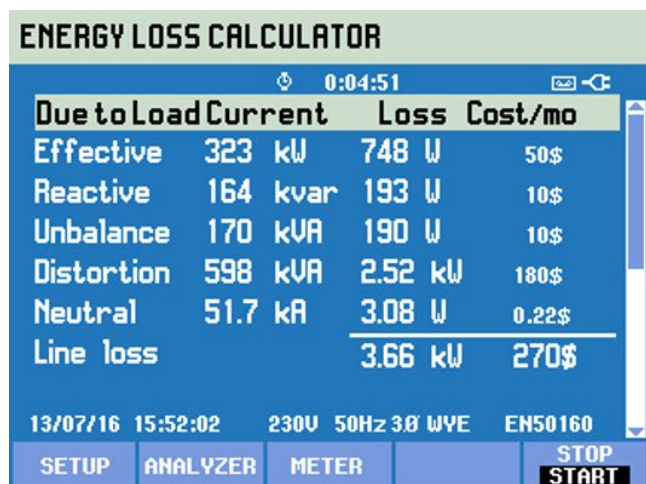 ENERGY LOSS CALCULATOR
0:04:51
Due to Load Current Loss Cost/mo
Effective 323 kW 748 W 50$
Reactive 164 kvar 193 W 10$
Unbalance 170 kVA 190 W 10$
Distortion 598 kVA 2.52 kW 180$
Neutral 51.7 kA 3.08 W 0.22$
Line loss 3.66 kW 270$
13/07/16 15:52:02 230V 50Hz 3Ø WYE EN50160
SETUP ANALYZER METER STOP
START